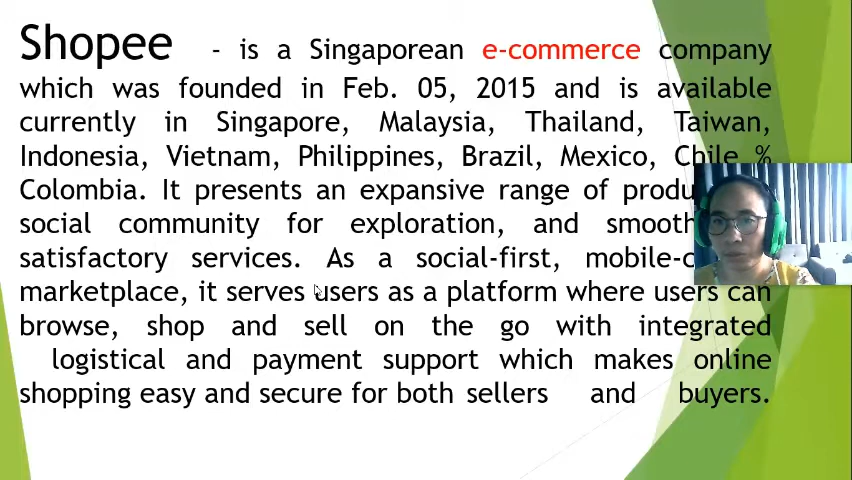 Shopee - is a Singaporean e-commerce company
which was founded in Feb. 05, 2015 and is available
currently in Singapore, Malaysia, Thailand, Taiwan,
Indonesia, Vietnam, Philippines, Brazil, Mexico, Chile %
Colombia. It presents an expansive range of
social community for exploration, and
satisfactory services. As a social-first,
marketplace, it serves users as a platform where users can
browse, shop and sell on the go with integrated
logistical and payment support which makes online
shopping easy and secure for both sellers and buyers.